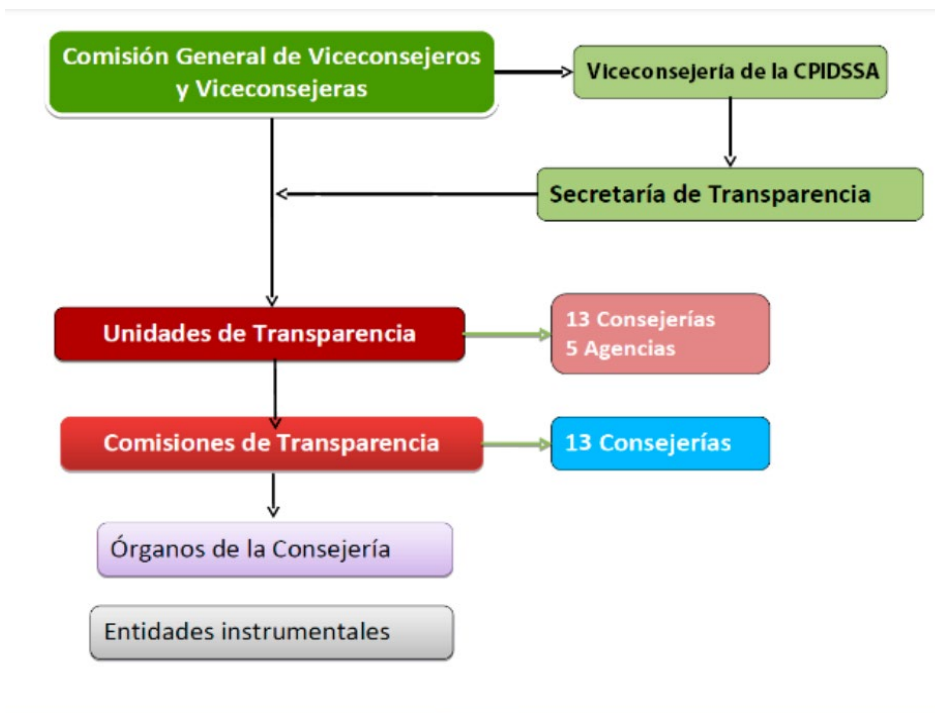 Comisión General de Viceconsejeros
y Viceconsejeras
Viceconsejería de la CPIDSSA
Secretaría de Transparencia
Unidades de Transparencia
13 Consejerías
5 Agencias
Comisiones de Transparencia
13 Consejerías
Órganos de la Consejería
Entidades instrumentales